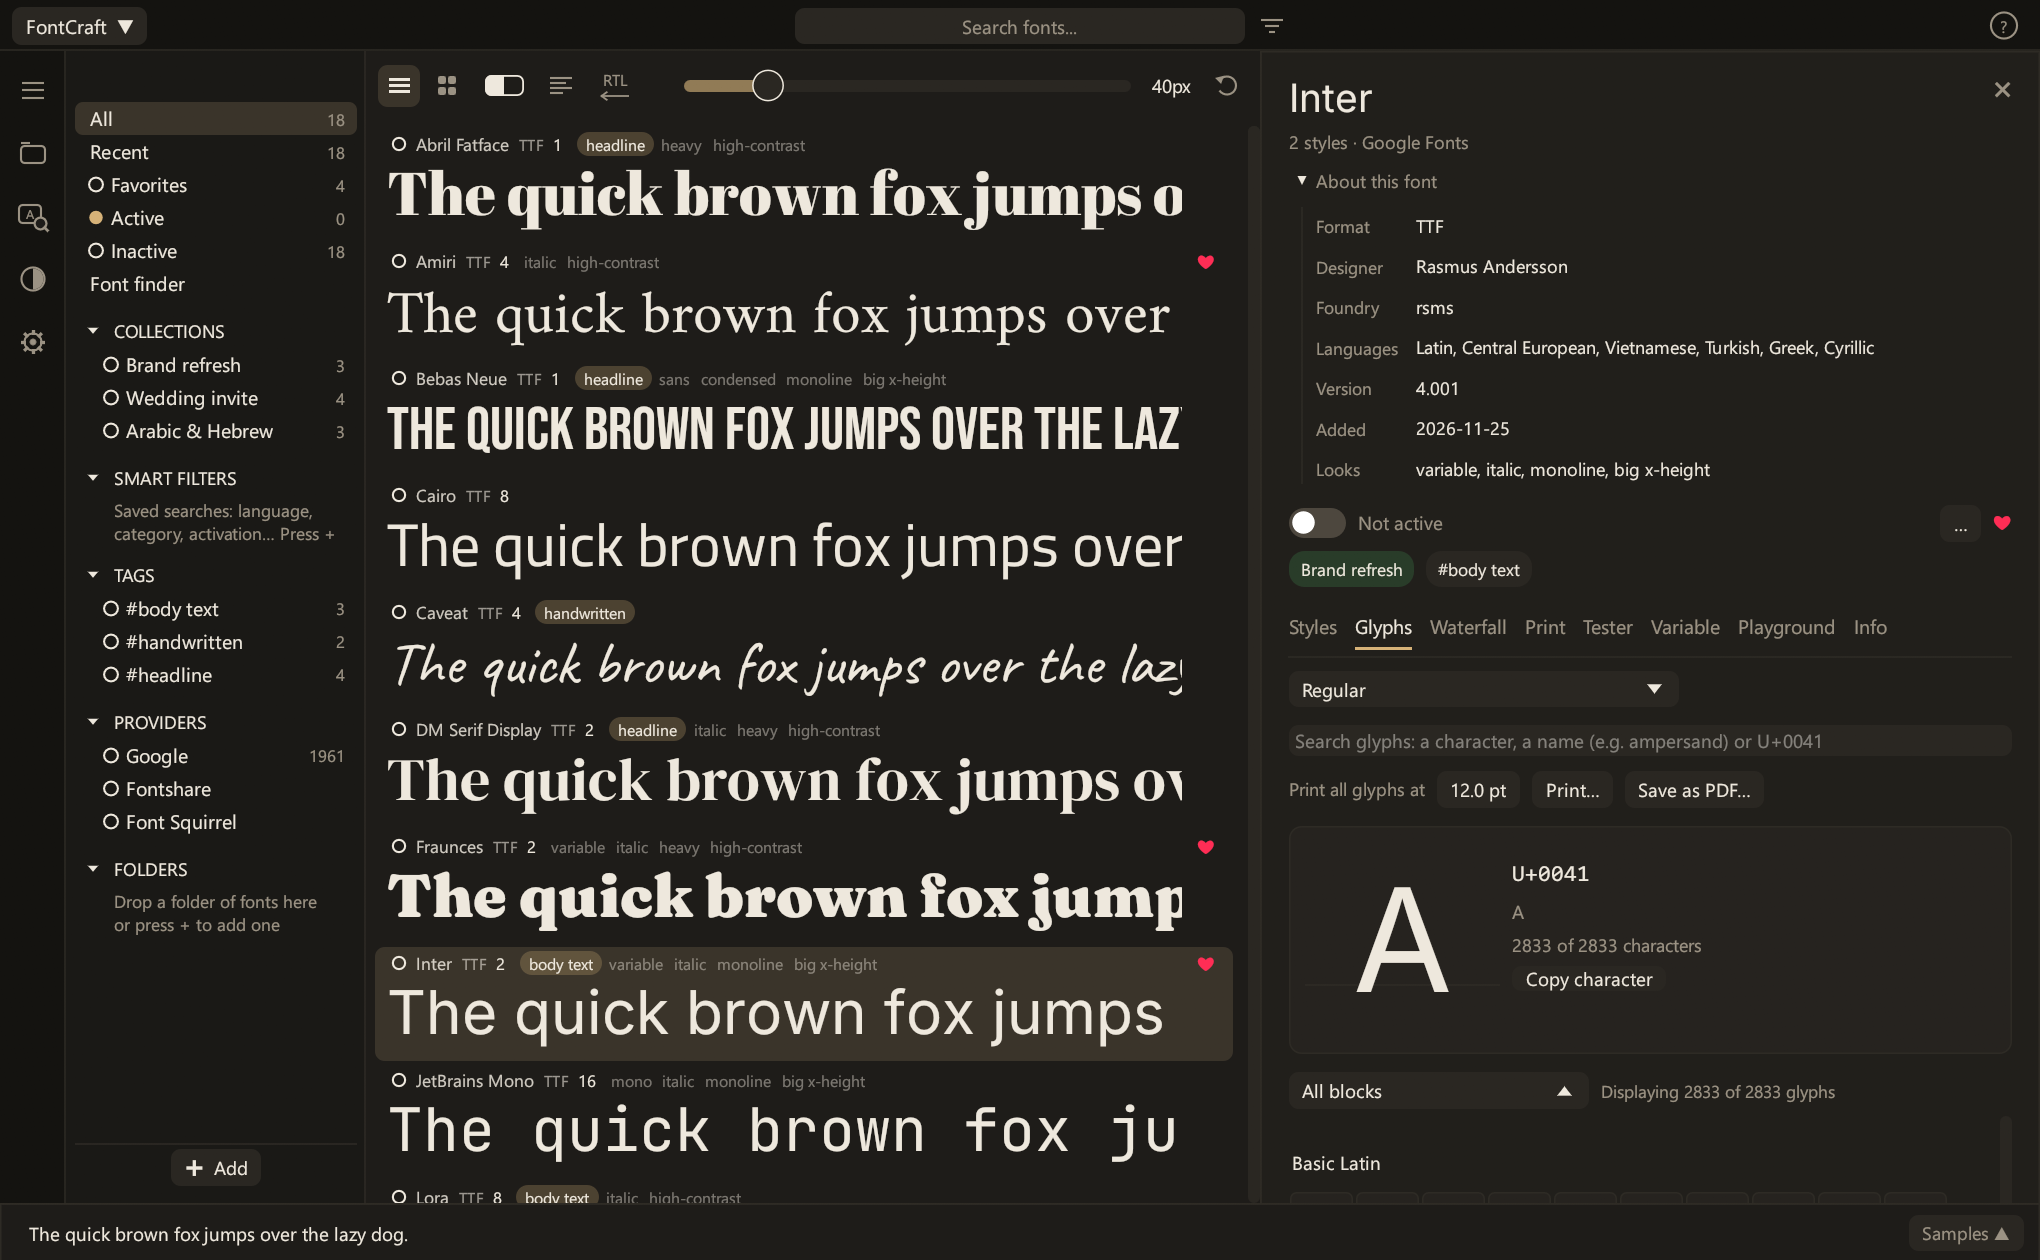 FontCraft ▼
Search fonts...
?
All 18
Recent 18
Favorites 4
Active 0
Inactive 18
Font finder
COLLECTIONS
Brand refresh 3
Wedding invite 4
Arabic & Hebrew 3
SMART FILTERS
Saved searches: language,
category, activation... Press +
TAGS
#body text 3
#handwritten 2
#headline 4
PROVIDERS
Google 1961
Fontshare
Font Squirrel
FOLDERS
Drop a folder of fonts here
or press + to add one
+ Add
RTL
40px
Abril Fatface TTF 1 headline heavy high-contrast
The quick brown fox jumps o
Amiri TTF 4 italic high-contrast
The quick brown fox jumps over
Bebas Neue TTF 1 headline sans condensed monoline big x-height
THE QUICK BROWN FOX JUMPS OVER THE LAZY
Cairo TTF 8
The quick brown fox jumps over
Caveat TTF 4 handwritten
The quick brown fox jumps over the lazy
DM Serif Display TTF 2 headline italic heavy high-contrast
The quick brown fox jumps ov
Fraunces TTF 2 variable italic heavy high-contrast
The quick brown fox jump
Inter TTF 2 body text variable italic monoline big x-height
The quick brown fox jumps
JetBrains Mono TTF 16 mono italic monoline big x-height
The quick brown fox ju
Lora TTF 8 body text italic high-contrast
Inter
2 styles · Google Fonts
About this font
Format TTF
Designer Rasmus Andersson
Foundry rsms
Languages Latin, Central European, Vietnamese, Turkish, Greek, Cyrillic
Version 4.001
Added 2026-11-25
Looks variable, italic, monoline, big x-height
Not active ...
Brand refresh #body text
Styles Glyphs Waterfall Print Tester Variable Playground Info
Regular
Search glyphs: a character, a name (e.g. ampersand) or U+0041
Print all glyphs at 12.0 pt Print... Save as PDF...
A
U+0041
A
2833 of 2833 characters
Copy character
All blocks Displaying 2833 of 2833 glyphs
Basic Latin
The quick brown fox jumps over the lazy dog.
Samples ▲